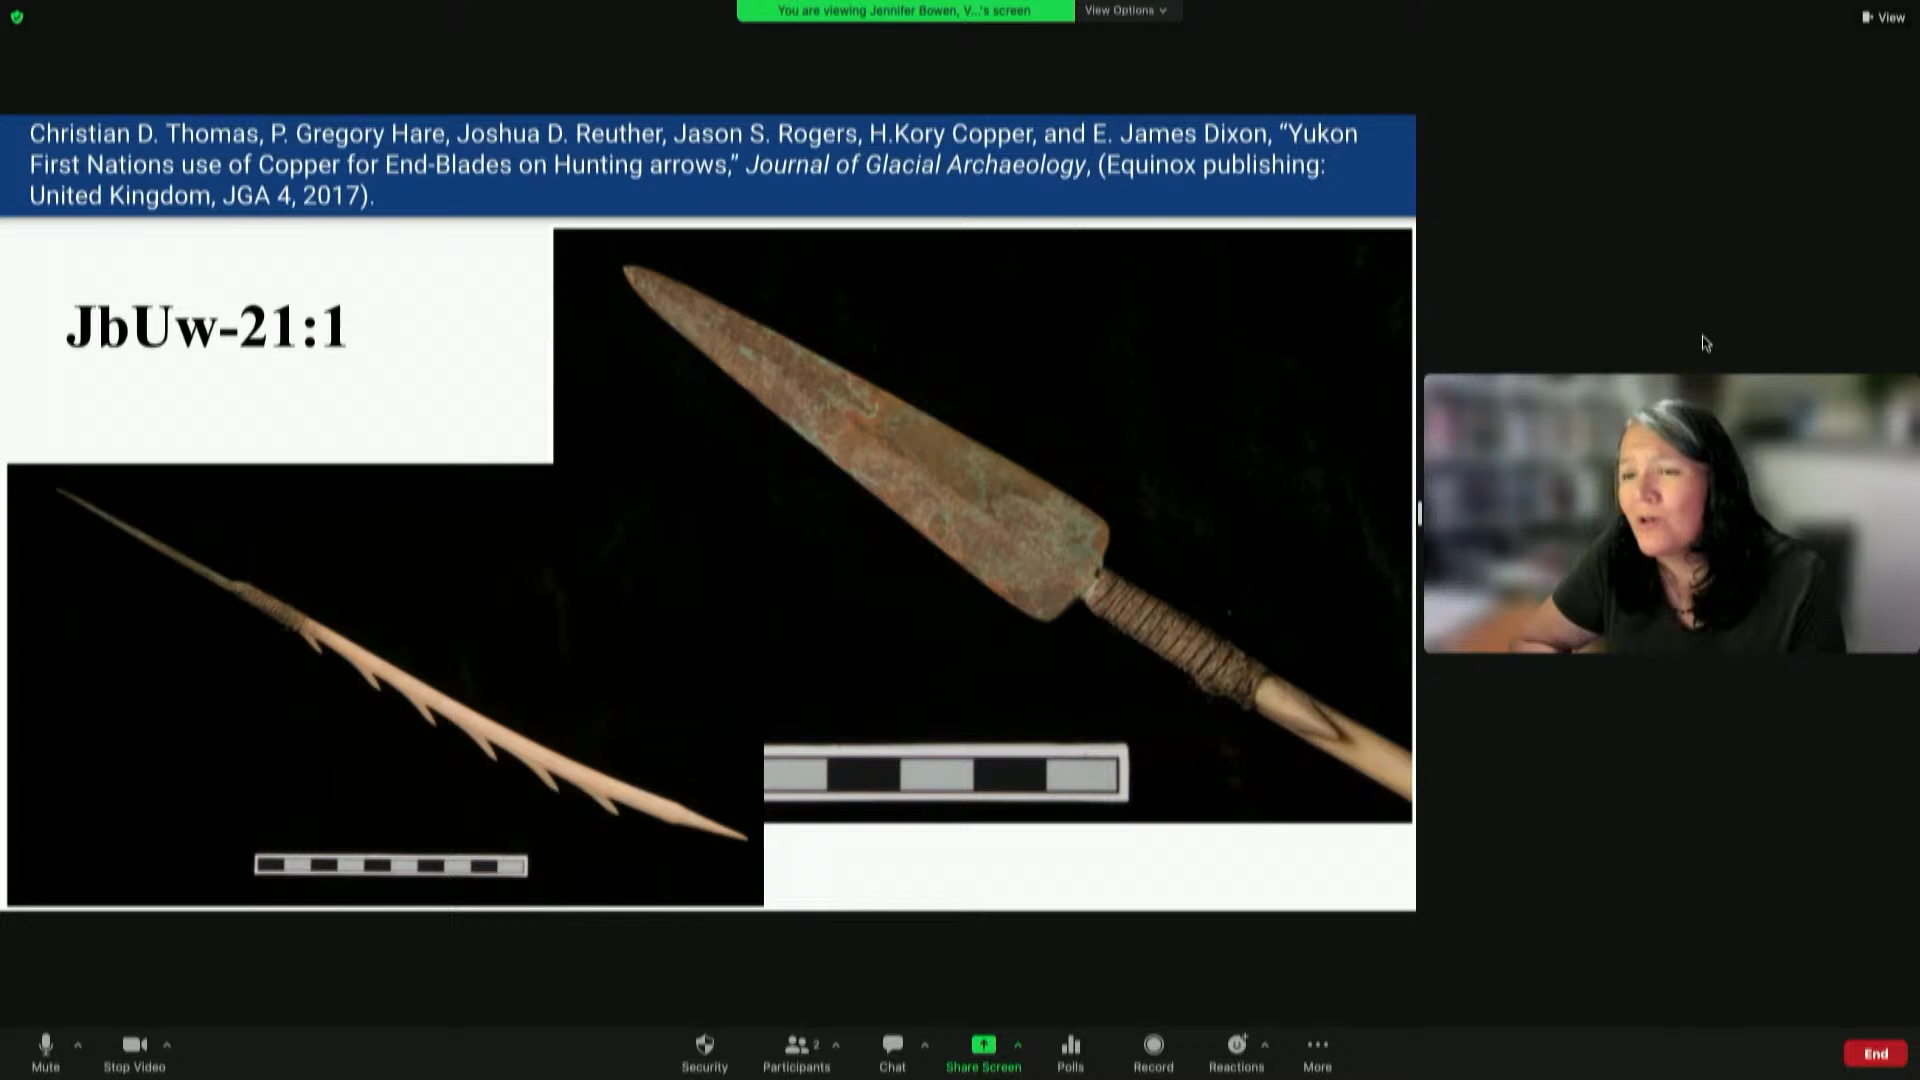 You are viewing Jennifer Bowen, V...'s screen
View Options
View
Christian D. Thomas, P. Gregory Hare, Joshua D. Reuther, Jason S. Rogers, H.Kory Copper, and E. James Dixon, “Yukon
First Nations use of Copper for End-Blades on Hunting arrows,” Journal of Glacial Archaeology, (Equinox publishing:
United Kingdom, JGA 4, 2017).
JbUw-21:1
Mute
Stop Video
Security
2
Participants
Chat
Share Screen
Polls
Record
Reactions
More
End